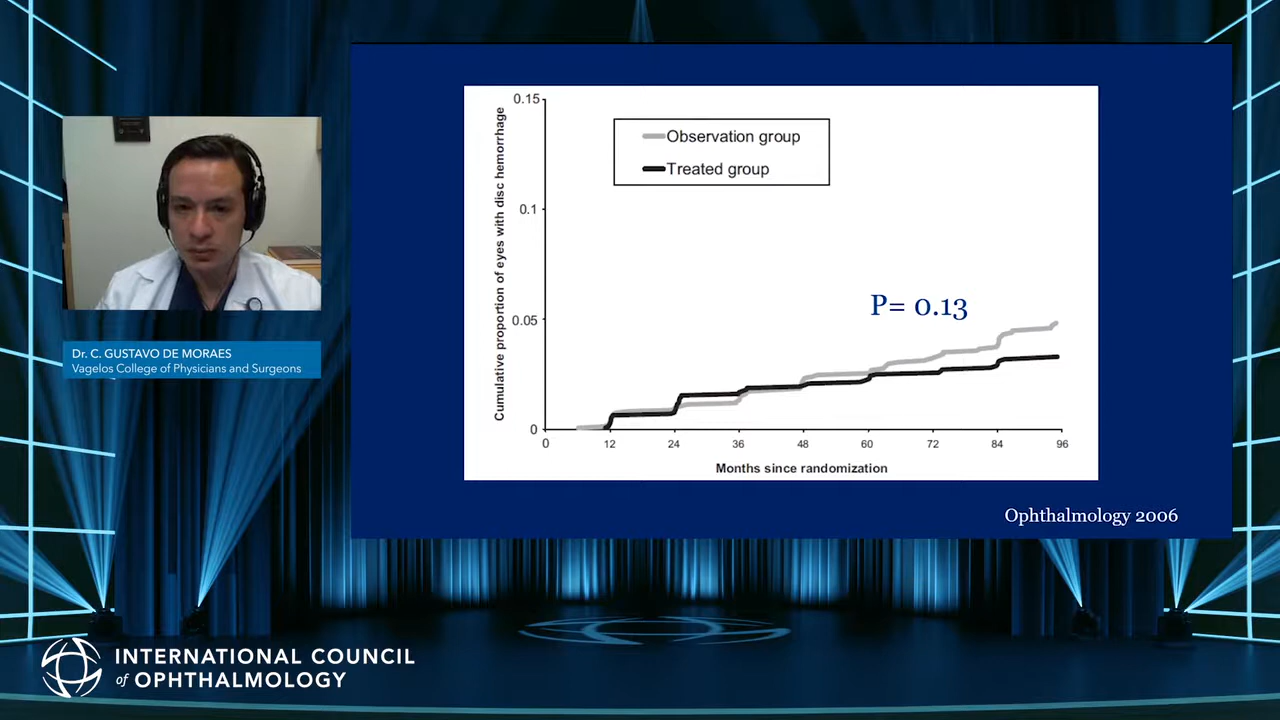 Dr. C. GUSTAVO DE MORAES
Vagelos College of Physicians and Surgeons
Cumulative proportion of eyes with disc hemorrhage
0.15
0.1
0.05
0
Observation group
Treated group
P= 0.13
0 12 24 36 48 60 72 84 96
Months since randomization
Ophthalmology 2006
INTERNATIONAL COUNCIL
of OPHTHALMOLOGY